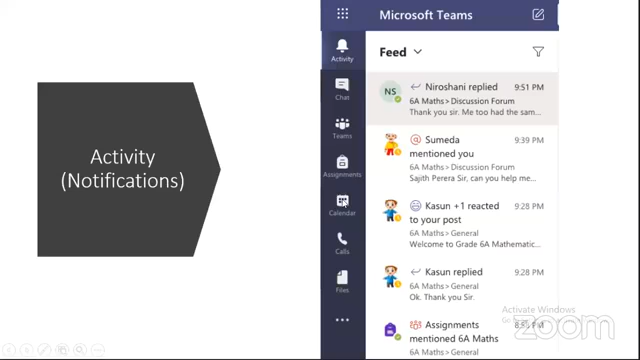 Activity
(Notifications)
Microsoft Teams
Activity
Chat
Teams
Assignments
Calendar
Calls
Files
Feed
NS
Niroshani replied
9:51 PM
6A Maths> Discussion Forum
Thank you sir. Me too had the sam...
Sumeda
mentioned you
9:39 PM
6A Maths> Discussion Forum
Sajith Perera Sir, can you help me...
Kasun +1 reacted
to your post
9:28 PM
6A Maths> General
Welcome to Grade 6A Mathematic...
Kasun replied
9:28 PM
6A Maths> General
Ok. Thank you Sir.
Assignments
mentioned 6A Maths
6A Maths> General
Activate Windows
zoom